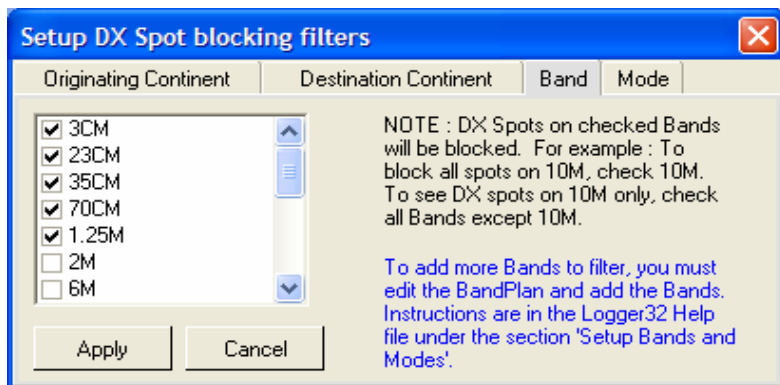 Setup DX Spot blocking filters
Originating Continent
Destination Continent
Band
Mode
3CM
23CM
35CM
70CM
1.25M
2M
6M
NOTE : DX Spots on checked Bands
will be blocked. For example : To
block all spots on 10M, check 10M.
To see DX spots on 10M only, check
all Bands except 10M.
To add more Bands to filter, you must
edit the BandPlan and add the Bands.
Instructions are in the Logger32 Help
file under the section 'Setup Bands and
Modes'.
Apply
Cancel